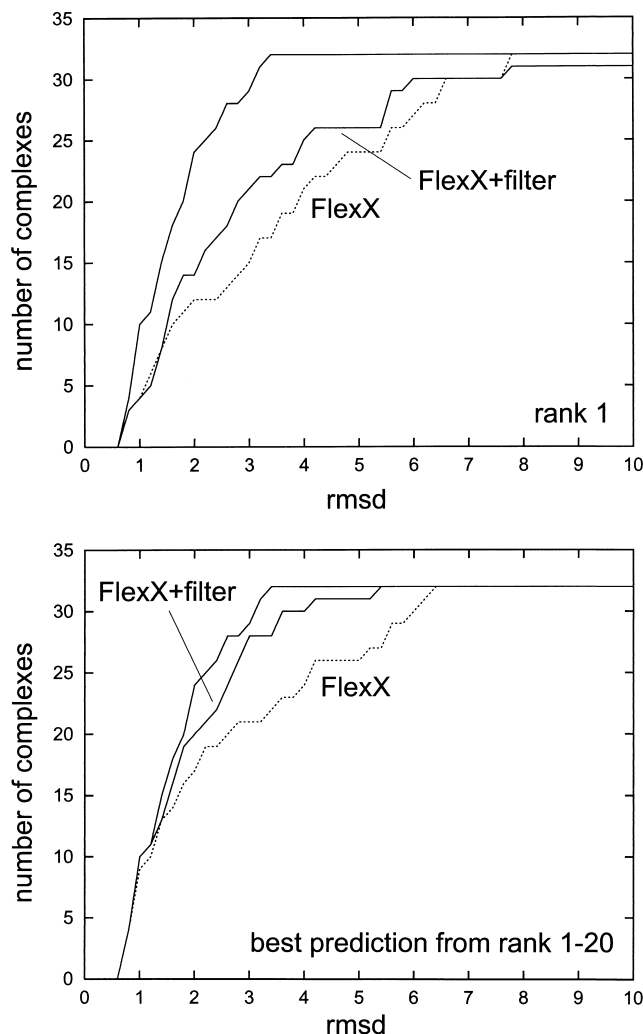 35
30
25
20
15
10
5
0
number of complexes
FlexX+filter
FlexX
rank 1
0 1 2 3 4 5 6 7 8 9 10
rmsd
35
30
25
20
15
10
5
0
number of complexes
FlexX+filter
FlexX
best prediction from rank 1-20
0 1 2 3 4 5 6 7 8 9 10
rmsd